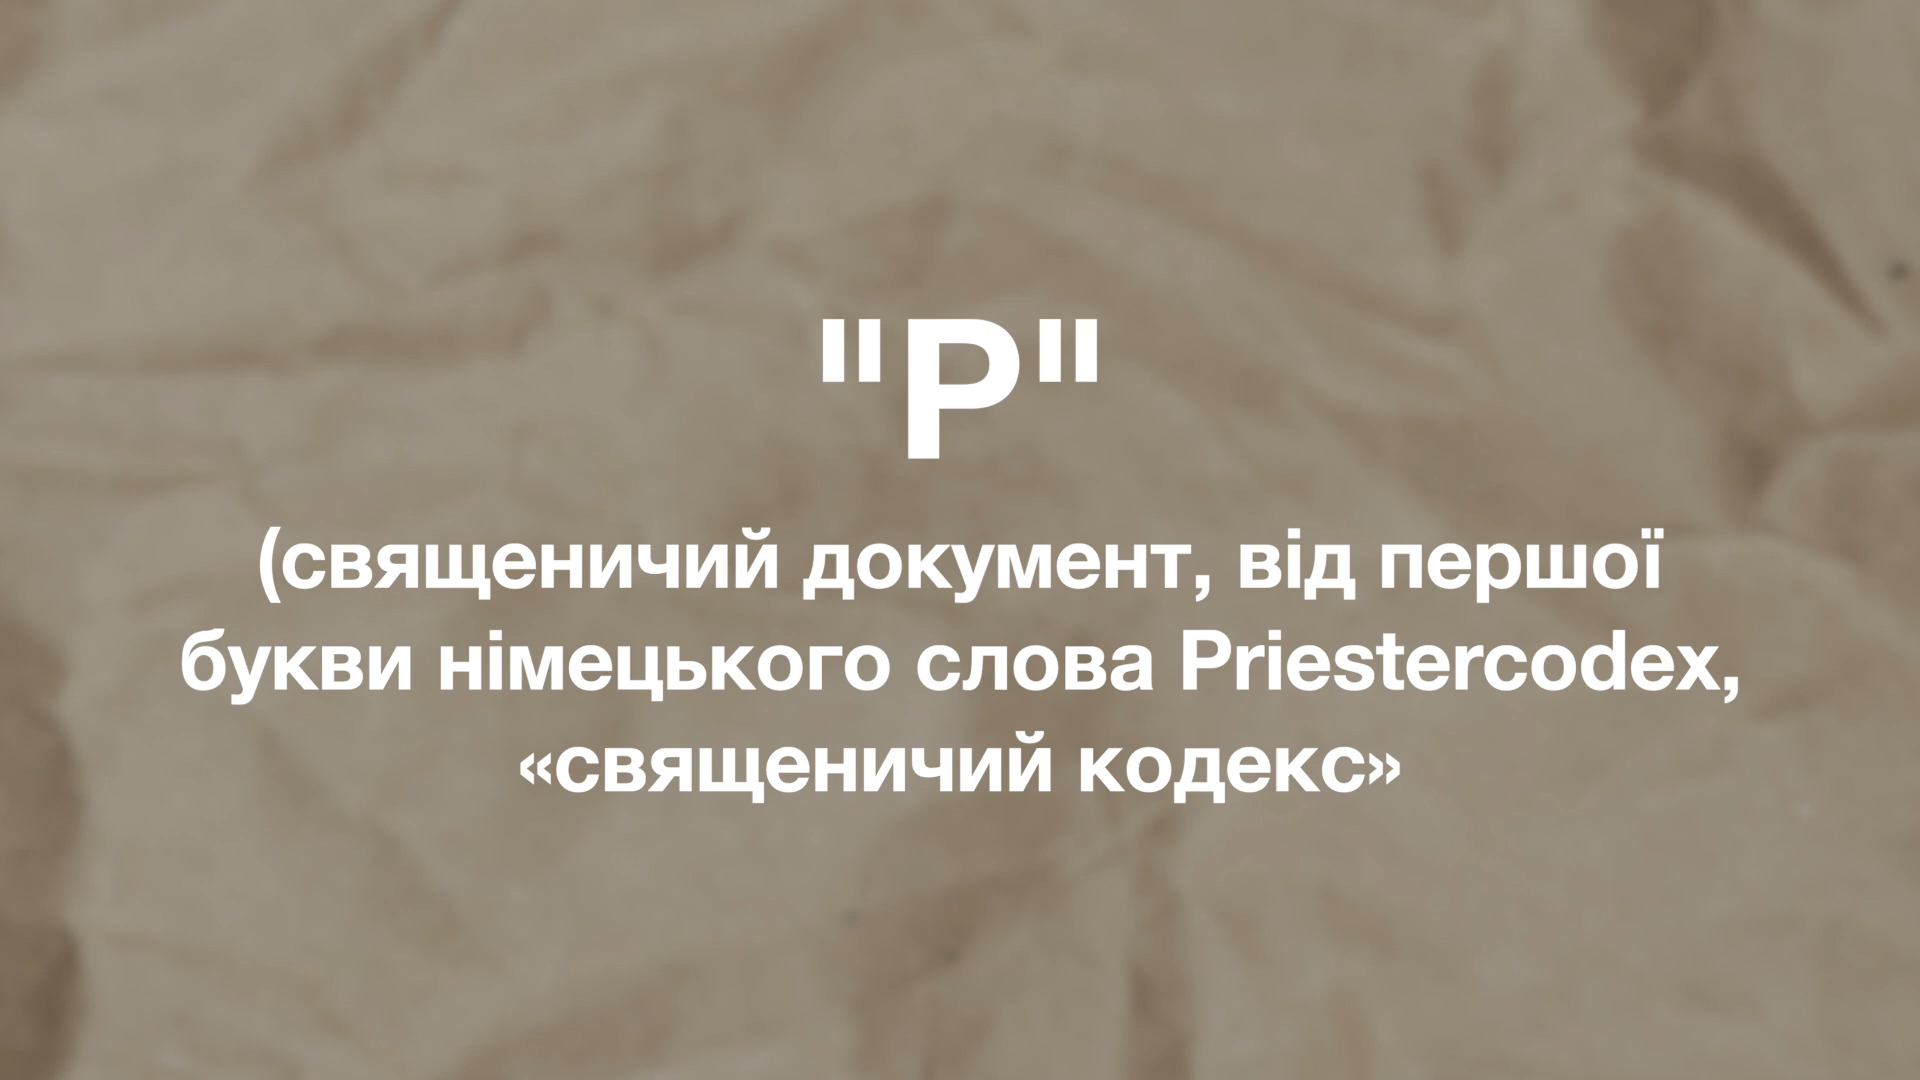 "P"
(священичий документ, від першої
букви німецького слова Priestercodex,
«священичий кодекс»